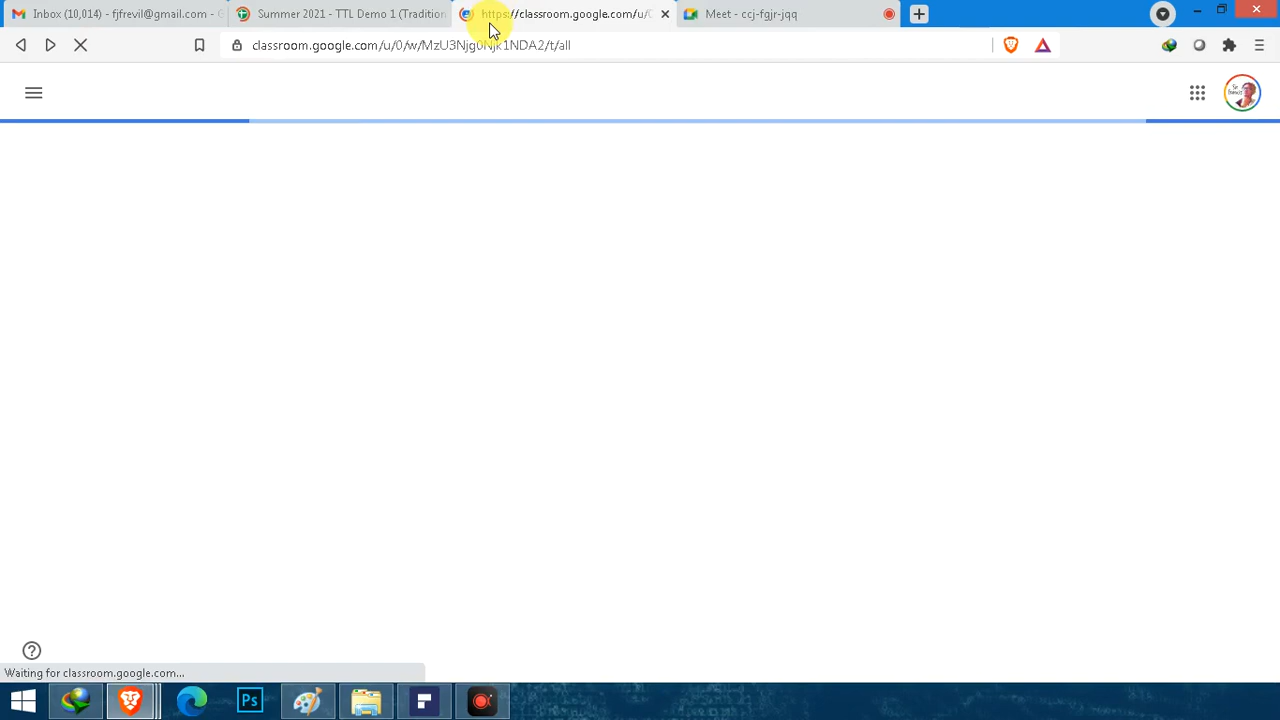 Inbox (10,014) - fjfrevil@gmail.com - G
Summer 2021 - TTL Demo 1 (Tradition
https://classroom.google.com/u/0
Meet - ccj-fgjr-jqq
classroom.google.com/u/0/w/MzU3Njg0Njk1NDA2/t/all
Waiting for classroom.google.com...
Ps